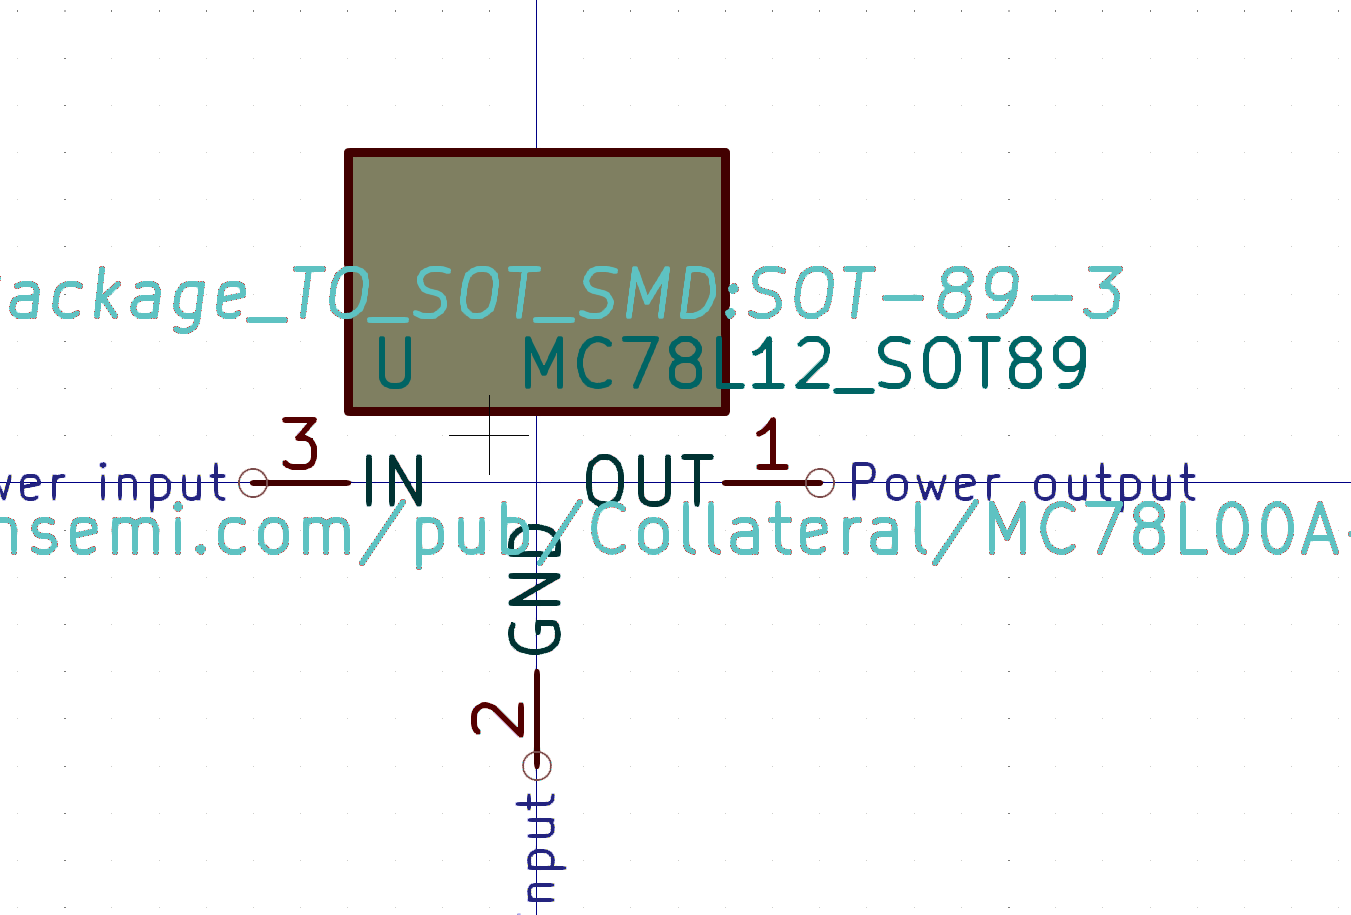 ackage_TO_SOT_SMD:SOT-89-3
U MC78L12_SOT89
3 1
wer input IN OUT Power output
nsemi.com/pub/Collateral/MC78L00A-
GND
2
nput